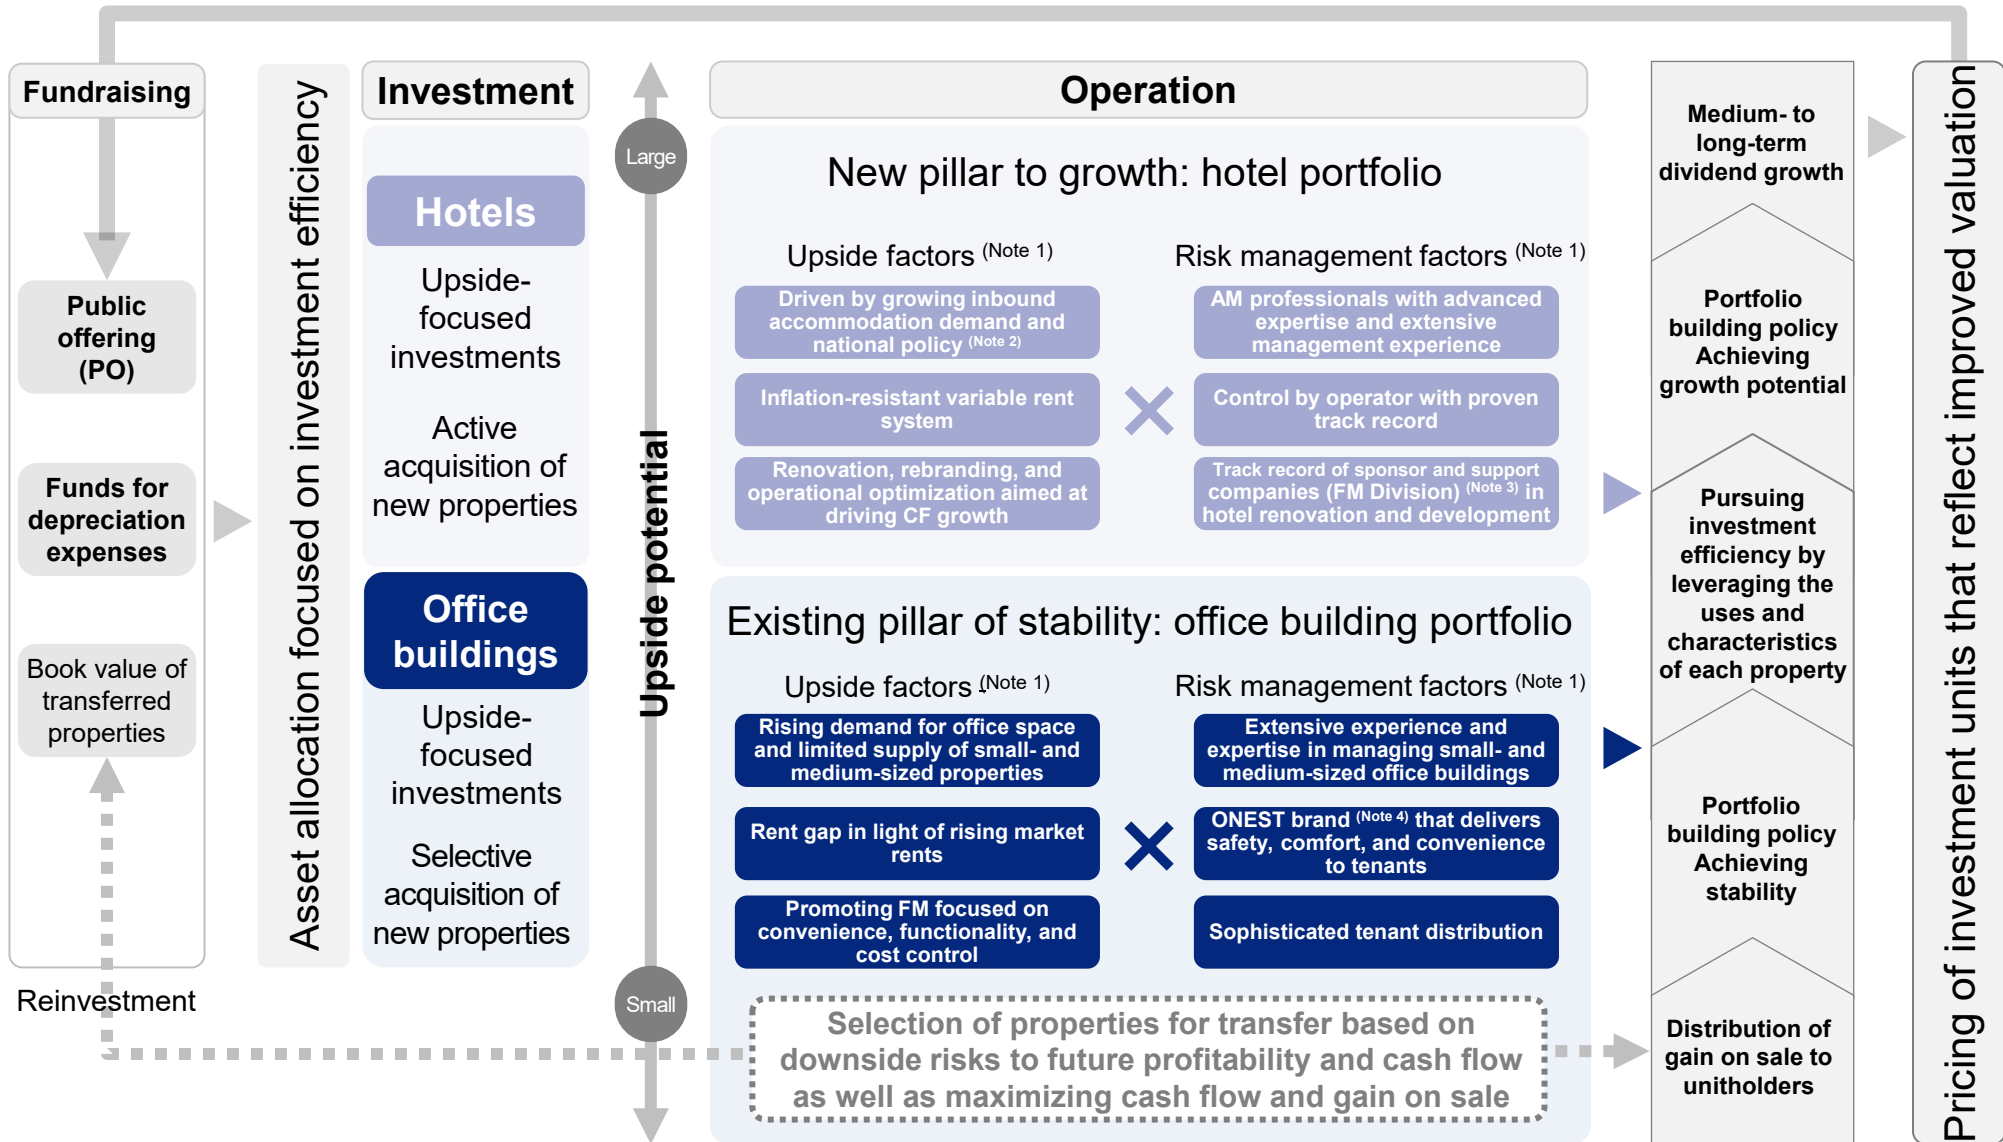 Fundraising
Public
offering
(PO)
Funds for
depreciation
expenses
Book value of
transferred
properties
Reinvestment
Asset allocation focused on investment efficiency
Investment
Hotels
Upside-
focused
investments
Active
acquisition of
new properties
Office
buildings
Upside-
focused
investments
Selective
acquisition of
new properties
Large
Upside potential
Small
Operation
New pillar to growth: hotel portfolio
Upside factors (Note 1)
Driven by growing inbound
accommodation demand and
national policy (Note 2)
Inflation-resistant variable rent
system
Renovation, rebranding, and
operational optimization aimed at
driving CF growth
Risk management factors (Note 1)
AM professionals with advanced
expertise and extensive
management experience
Control by operator with proven
track record
Track record of sponsor and support
companies (FM Division) (Note 3) in
hotel renovation and development
Existing pillar of stability: office building portfolio
Upside factors (Note 1)
Rising demand for office space
and limited supply of small- and
medium-sized properties
Rent gap in light of rising market
rents
Promoting FM focused on
convenience, functionality, and
cost control
Risk management factors (Note 1)
Extensive experience and
expertise in managing small- and
medium-sized office buildings
ONEST brand (Note 4) that delivers
safety, comfort, and convenience
to tenants
Sophisticated tenant distribution
Selection of properties for transfer based on
downside risks to future profitability and cash flow
as well as maximizing cash flow and gain on sale
Medium- to
long-term
dividend growth
Portfolio
building policy
Achieving
growth potential
Pursuing
investment
efficiency by
leveraging the
uses and
characteristics
of each property
Portfolio
building policy
Achieving
stability
Distribution of
gain on sale to
unitholders
Pricing of investment units that reflect improved valuation